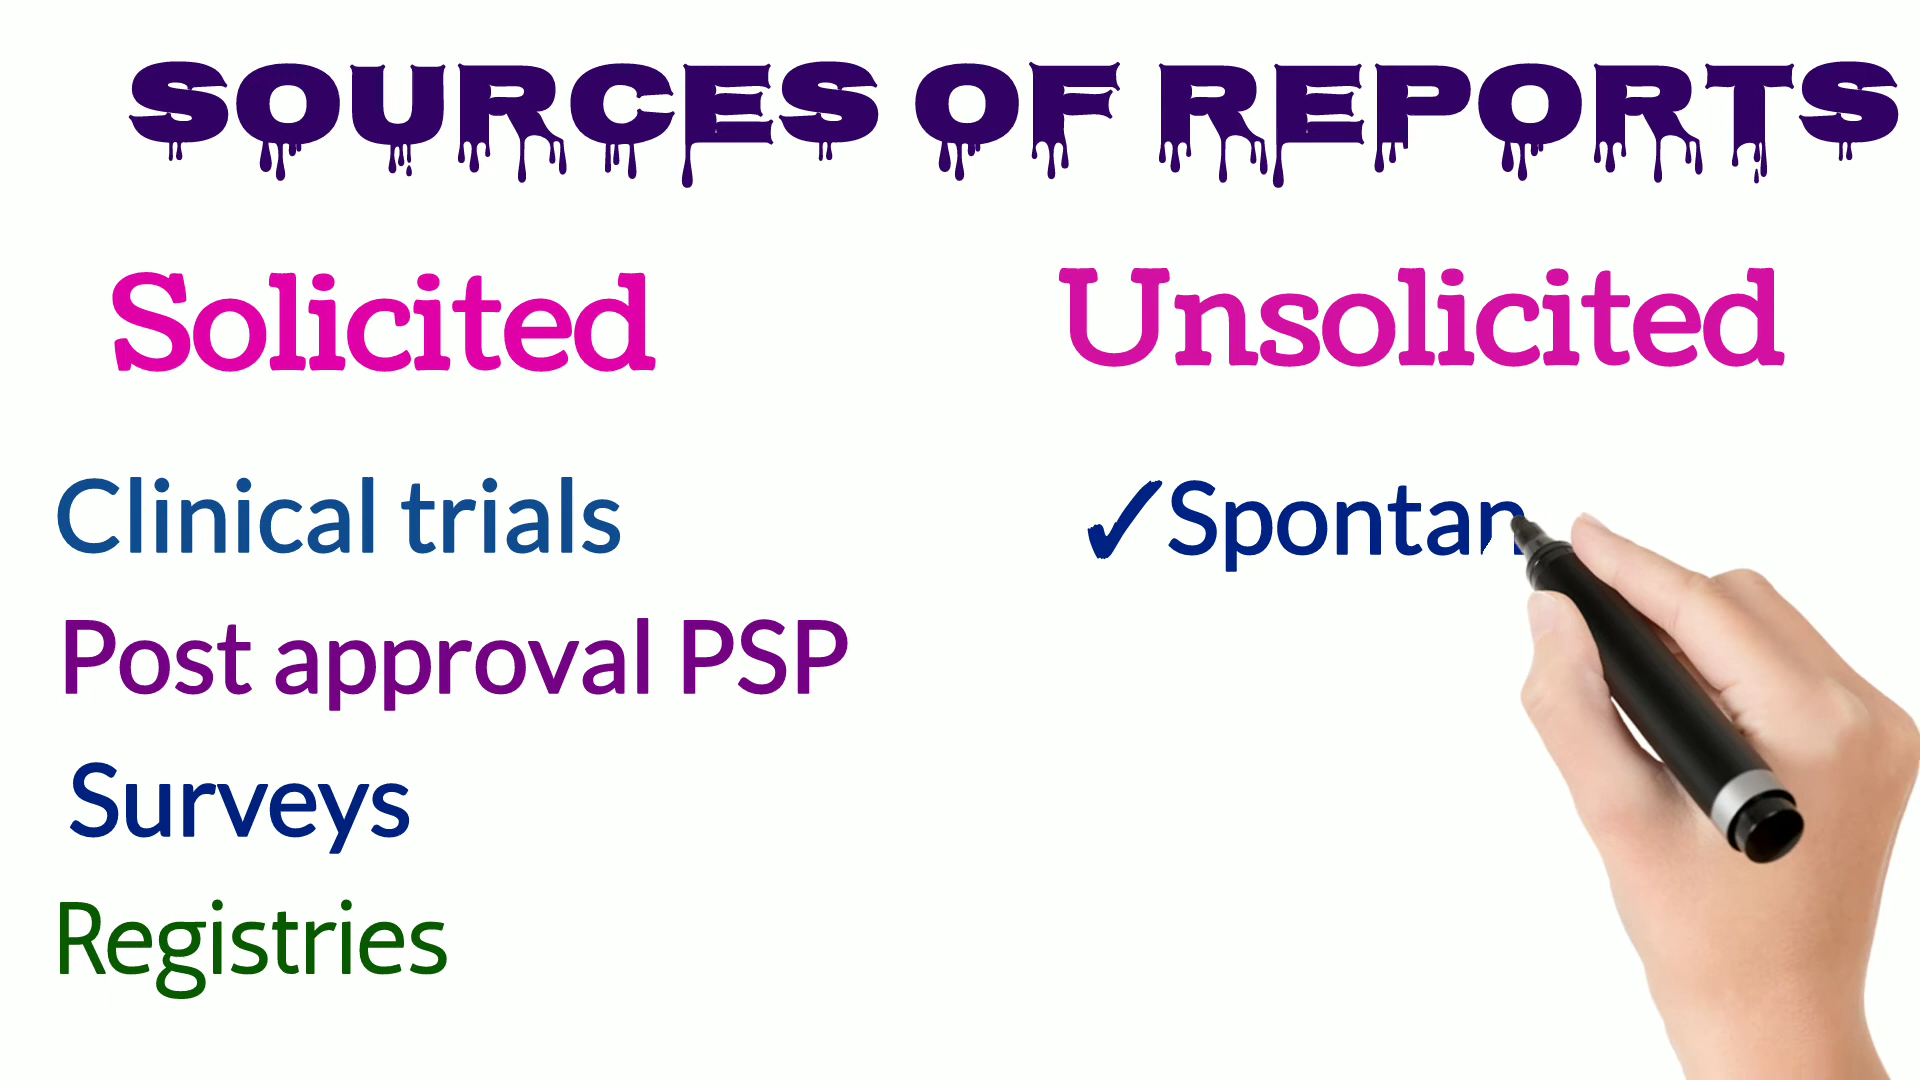 SOURCES OF REPORTS
Solicited
Unsolicited
Clinical trials
Post approval PSP
Surveys
Registries
✓Spontan